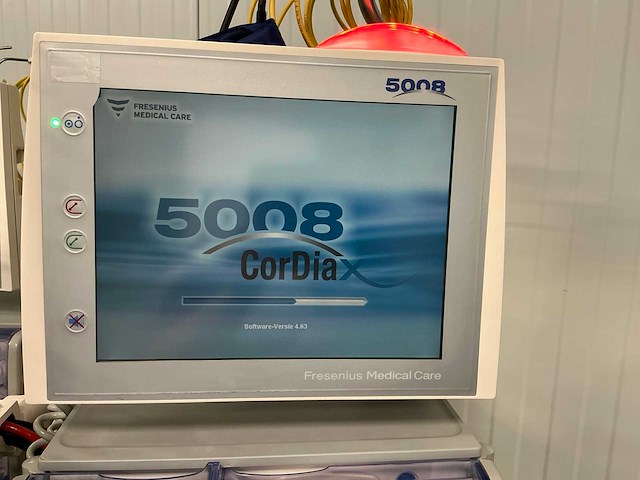 5008
FRESENIUS
MEDICAL CARE
5008
CorDiax
Software-Versie 4.63
Fresenius Medical Care